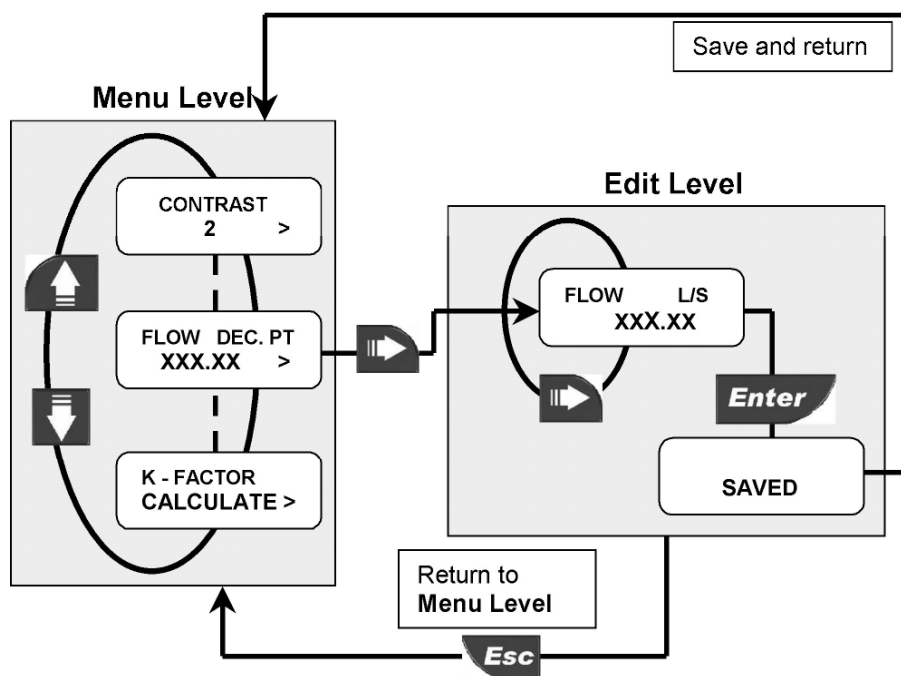 Save and return
Menu Level
Edit Level
CONTRAST
2 >
FLOW DEC. PT
XXX.XX >
K - FACTOR
CALCULATE >
FLOW L/S
XXX.XX
Enter
SAVED
Return to
Menu Level
Esc